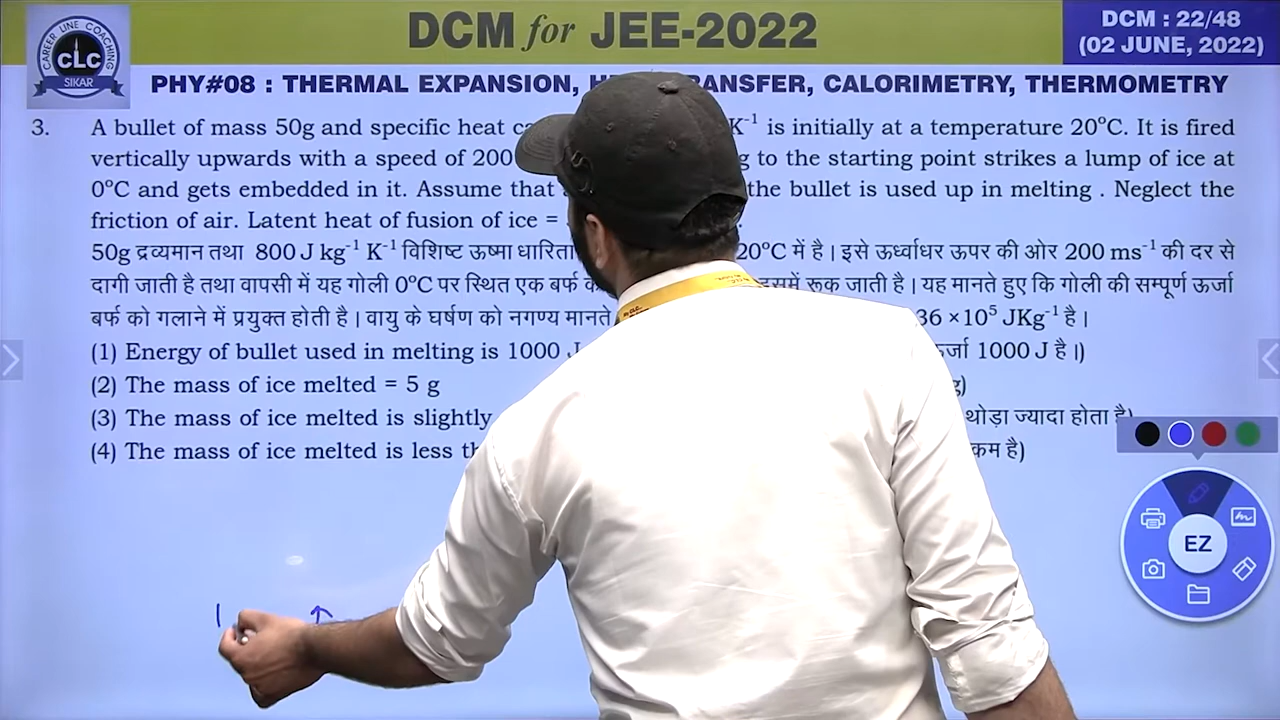 CAREER LINE COACHING
CLC
SIKAR
DCM for JEE-2022
DCM : 22/48
(02 JUNE, 2022)
PHY#08 : THERMAL EXPANSION, TRANSFER, CALORIMETRY, THERMOMETRY
3. A bullet of mass 50g and specific heat K⁻¹ is initially at a temperature 20°C. It is fired
vertically upwards with a speed of 200 to the starting point strikes a lump of ice at
0°C and gets embedded in it. Assume that the bullet is used up in melting . Neglect the
friction of air. Latent heat of fusion of ice =
50g द्रव्यमान तथा 800 J kg⁻¹ K⁻¹ विशिष्ट ऊष्मा धारिता 20°C में है। इसे ऊर्ध्वाधर ऊपर की ओर 200 ms⁻¹ की दर से
दागी जाती है तथा वापसी में यह गोली 0°C पर स्थित एक बर्फ इसमें रूक जाती है। यह मानते हुए कि गोली की सम्पूर्ण ऊर्जा
बर्फ को गलाने में प्रयुक्त होती है। वायु के घर्षण को नगण्य मानते 36 ×10⁵ JKg⁻¹ है।
(1) Energy of bullet used in melting is 1000 J ऊर्जा 1000 J है।)
(2) The mass of ice melted = 5 g g)
(3) The mass of ice melted is slightly थोड़ा ज्यादा होता है)
(4) The mass of ice melted is less कम है)
EZ